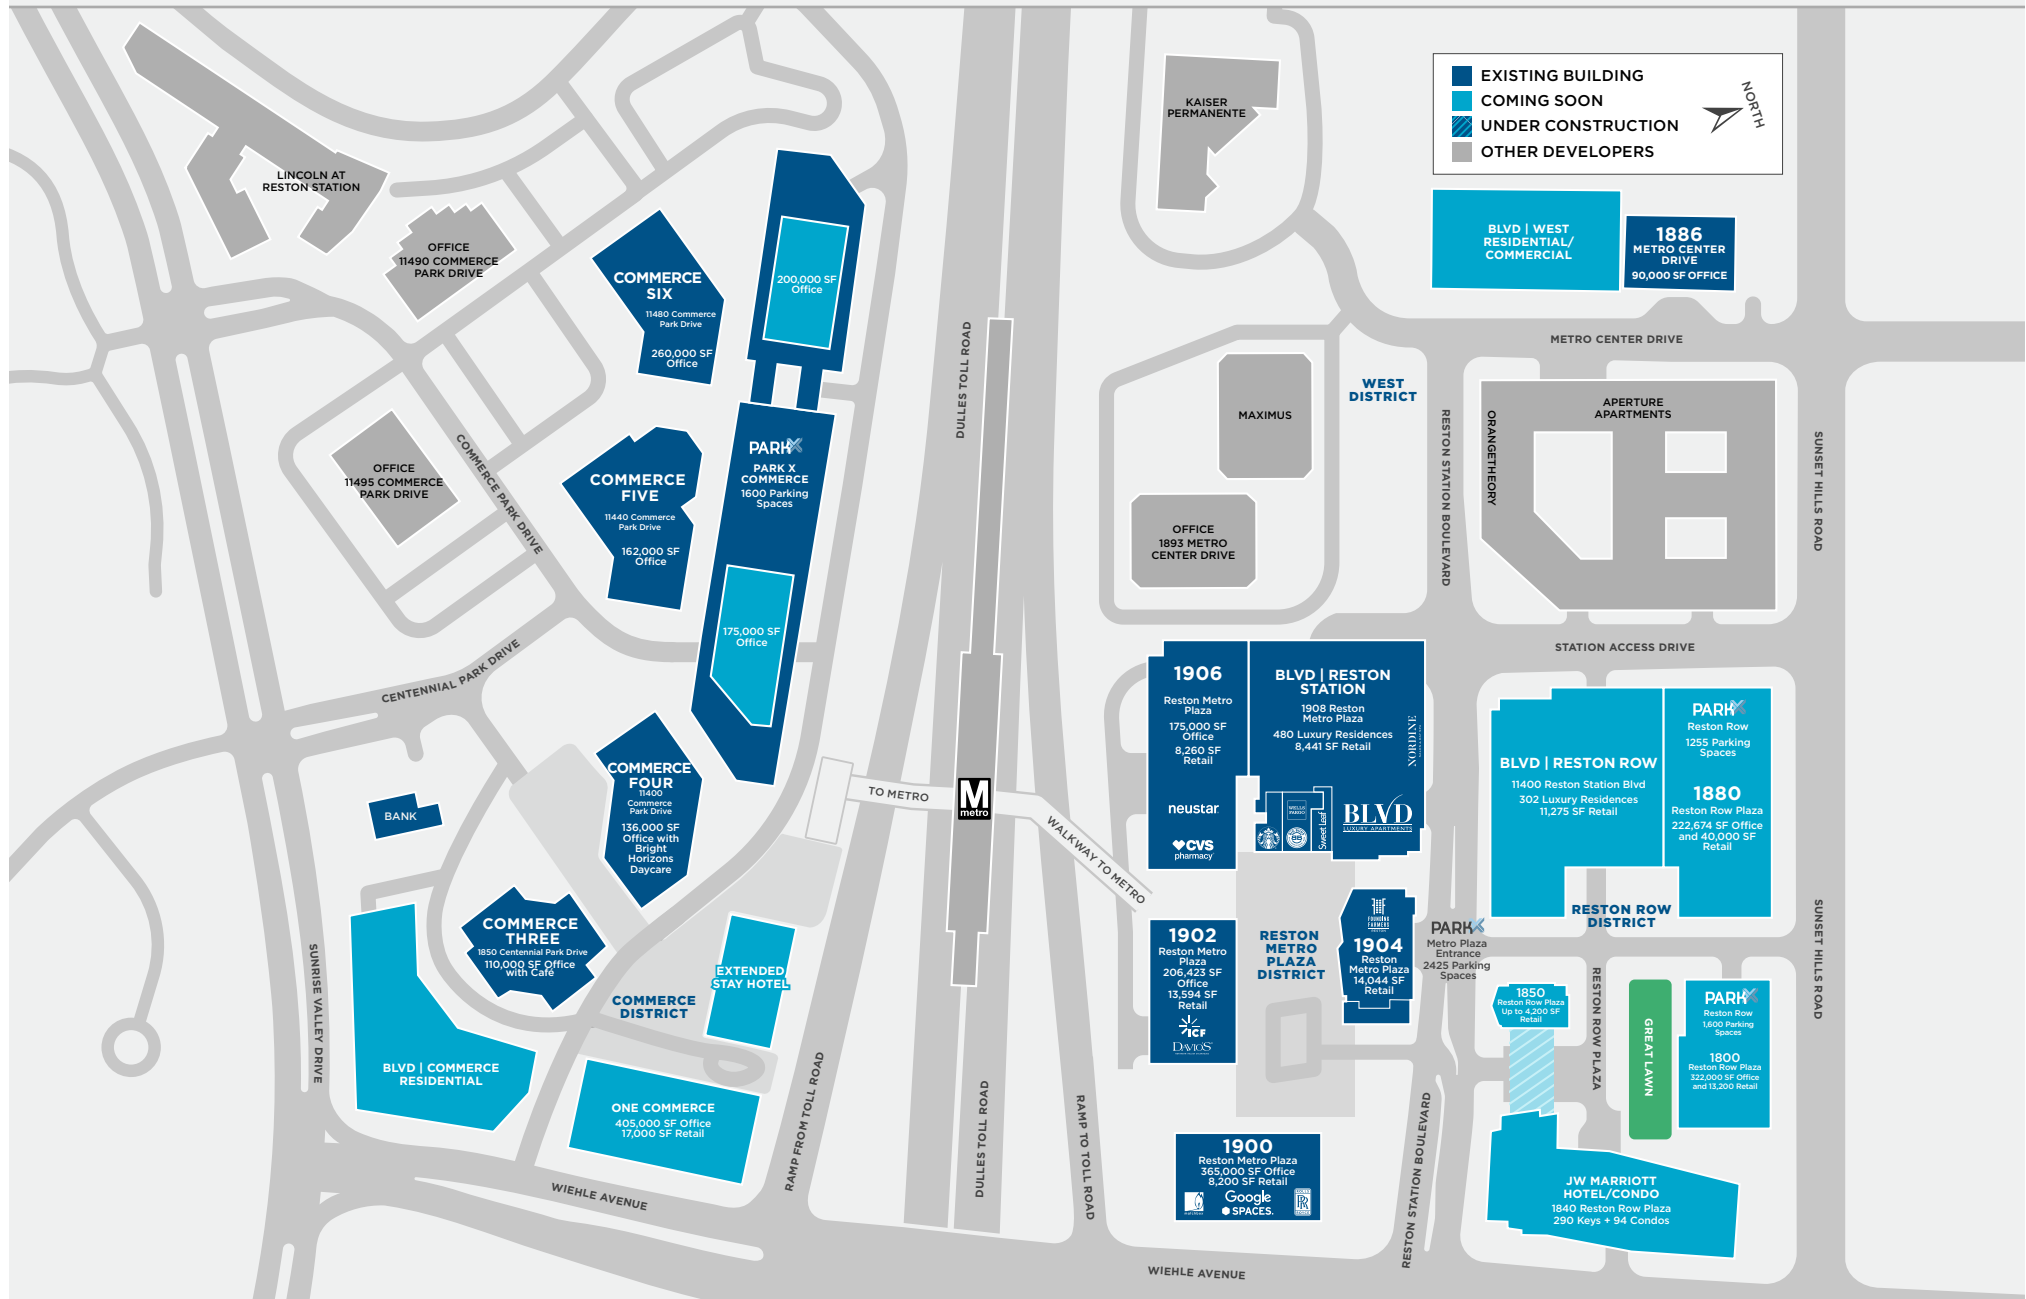 EXISTING BUILDING
COMING SOON
UNDER CONSTRUCTION
OTHER DEVELOPERS
NORTH
KAISER
PERMANENTE
LINCOLN AT
RESTON STATION
OFFICE
11490 COMMERCE
PARK DRIVE
COMMERCE
SIX
11480 Commerce
Park Drive
260,000 SF
Office
200,000 SF
Office
BLVD | WEST
RESIDENTIAL/
COMMERCIAL
1886
METRO CENTER
DRIVE
90,000 SF OFFICE
METRO CENTER DRIVE
DULLES TOLL ROAD
WEST
DISTRICT
MAXIMUS
APERTURE
APARTMENTS
ORANGETHEORY
RESTON STATION BOULEVARD
SUNSET HILLS ROAD
OFFICE
11495 COMMERCE
PARK DRIVE
COMMERCE PARK DRIVE
COMMERCE
FIVE
11440 Commerce
Park Drive
162,000 SF
Office
PARKX
PARK X
COMMERCE
1600 Parking
Spaces
175,000 SF
Office
OFFICE
1893 METRO
CENTER DRIVE
STATION ACCESS DRIVE
CENTENNIAL PARK DRIVE
1906
Reston Metro
Plaza
175,000 SF
Office
8,260 SF
Retail
neustar
CVS
pharmacy
BLVD | RESTON
STATION
1908 Reston
Metro Plaza
480 Luxury Residences
8,441 SF Retail
NORDINE
WELLS
FARGO
Sweet Leaf
BLVD
LUXURY APARTMENTS
BLVD | RESTON ROW
11400 Reston Station Blvd
302 Luxury Residences
11,275 SF Retail
PARKX
Reston Row
1255 Parking
Spaces
1880
Reston Row Plaza
222,674 SF Office
and 40,000 SF
Retail
COMMERCE
FOUR
11400
Commerce
Park Drive
136,000 SF
Office with
Bright
Horizons
Daycare
BANK
TO METRO
M
metro
WALKWAY TO METRO
COMMERCE
THREE
1850 Centennial Park Drive
110,000 SF Office
with Café
COMMERCE
DISTRICT
EXTENDED
STAY HOTEL
1902
Reston Metro
Plaza
206,423 SF
Office
13,594 SF
Retail
ICF
DAVIO'S
RESTON
METRO
PLAZA
DISTRICT
FOUNDING
FARMERS
1904
Reston
Metro Plaza
14,044 SF
Retail
PARKX
Metro Plaza
Entrance
2425 Parking
Spaces
RESTON ROW
DISTRICT
SUNSET HILLS ROAD
1850
Reston Row Plaza
Up to 4,200 SF
Retail
RESTON ROW PLAZA
GREAT LAWN
PARKX
Reston Row
1,600 Parking
Spaces
1800
Reston Row Plaza
322,000 SF Office
and 13,200 Retail
SUNRISE VALLEY DRIVE
BLVD | COMMERCE
RESIDENTIAL
ONE COMMERCE
405,000 SF Office
17,000 SF Retail
RAMP FROM TOLL ROAD
DULLES TOLL ROAD
RAMP TO TOLL ROAD
RESTON STATION BOULEVARD
1900
Reston Metro Plaza
365,000 SF Office
8,200 SF Retail
Google
SPACES.
JW MARRIOTT
HOTEL/CONDO
1840 Reston Row Plaza
290 Keys + 94 Condos
WIEHLE AVENUE
WIEHLE AVENUE